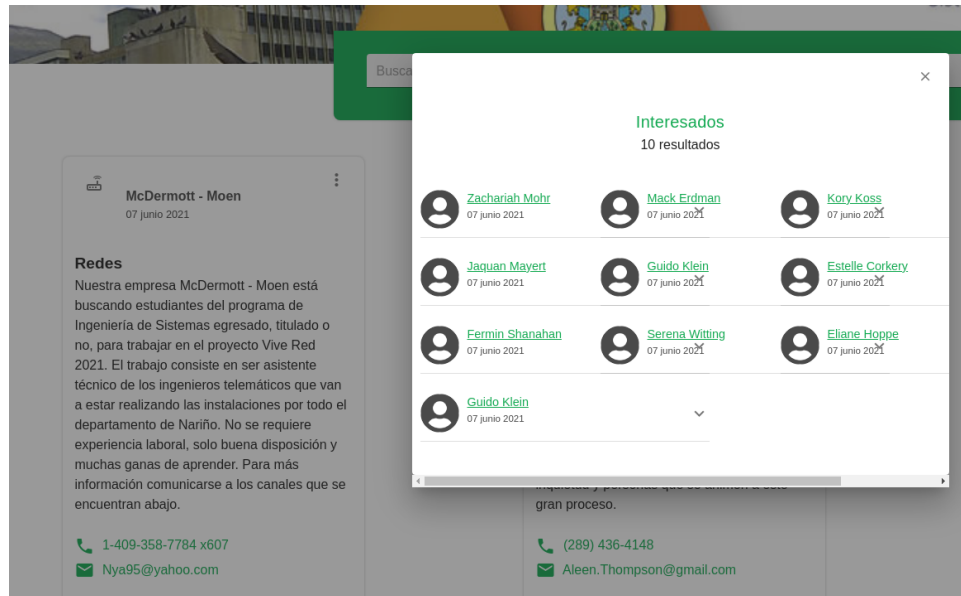 Busca
Interesados
10 resultados
McDermott - Moen
07 junio 2021
Zachariah Mohr
07 junio 2021
Mack Erdman
07 junio 2021
Kory Koss
07 junio 2021
Jaquan Mayert
07 junio 2021
Guido Klein
07 junio 2021
Estelle Corkery
07 junio 2021
Fermin Shanahan
07 junio 2021
Serena Witting
07 junio 2021
Eliane Hoppe
07 junio 2021
Guido Klein
07 junio 2021
Redes
Nuestra empresa McDermott - Moen está
buscando estudiantes del programa de
Ingeniería de Sistemas egresado, titulado o
no, para trabajar en el proyecto Vive Red
2021. El trabajo consiste en ser asistente
técnico de los ingenieros telemáticos que van
a estar realizando las instalaciones por todo el
departamento de Nariño. No se requiere
experiencia laboral, solo buena disposición y
muchas ganas de aprender. Para más
información comunicarse a los canales que se
encuentran abajo.
1-409-358-7784 x607
Nya95@yahoo.com
inquietud y personas que se animen a este
gran proceso.
(289) 436-4148
Aleen.Thompson@gmail.com